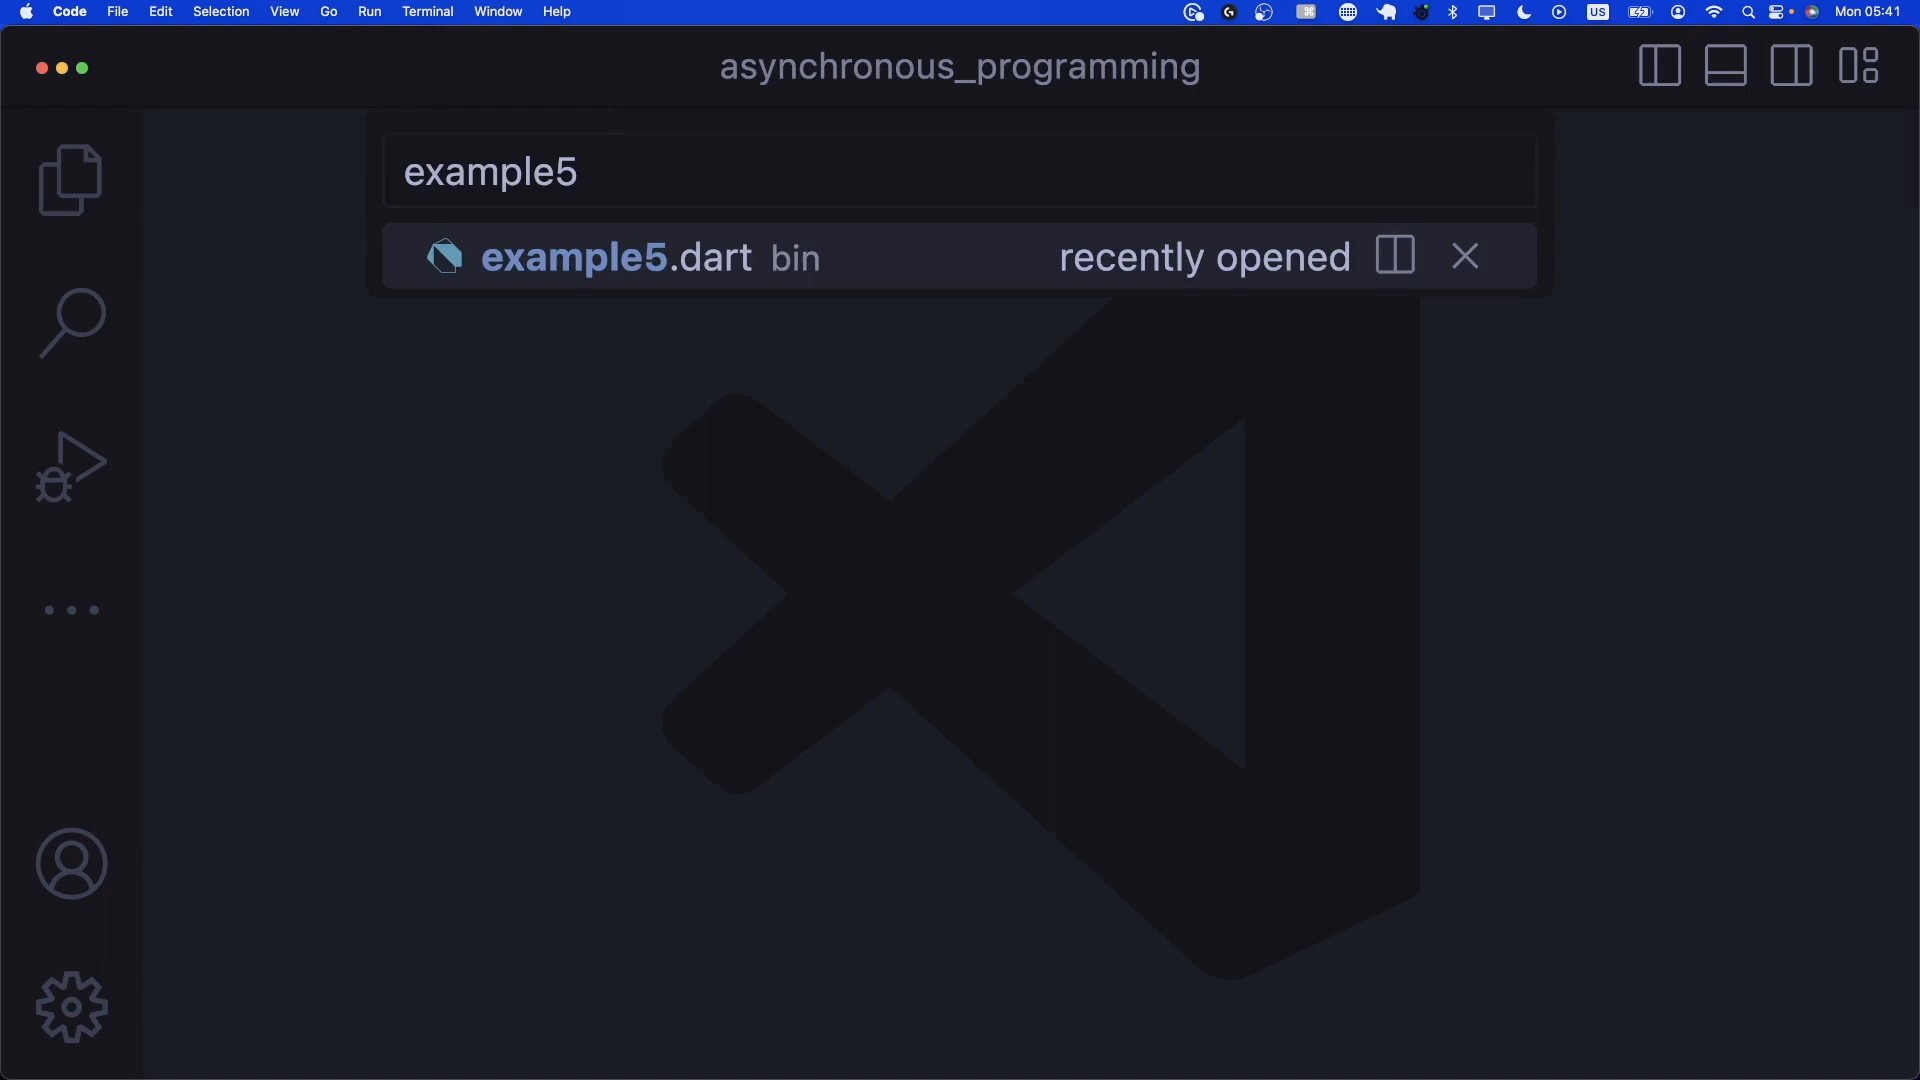 Code File Edit Selection View Go Run Terminal Window Help US Mon 05:41
asynchronous_programming
example5
example5.dart bin recently opened